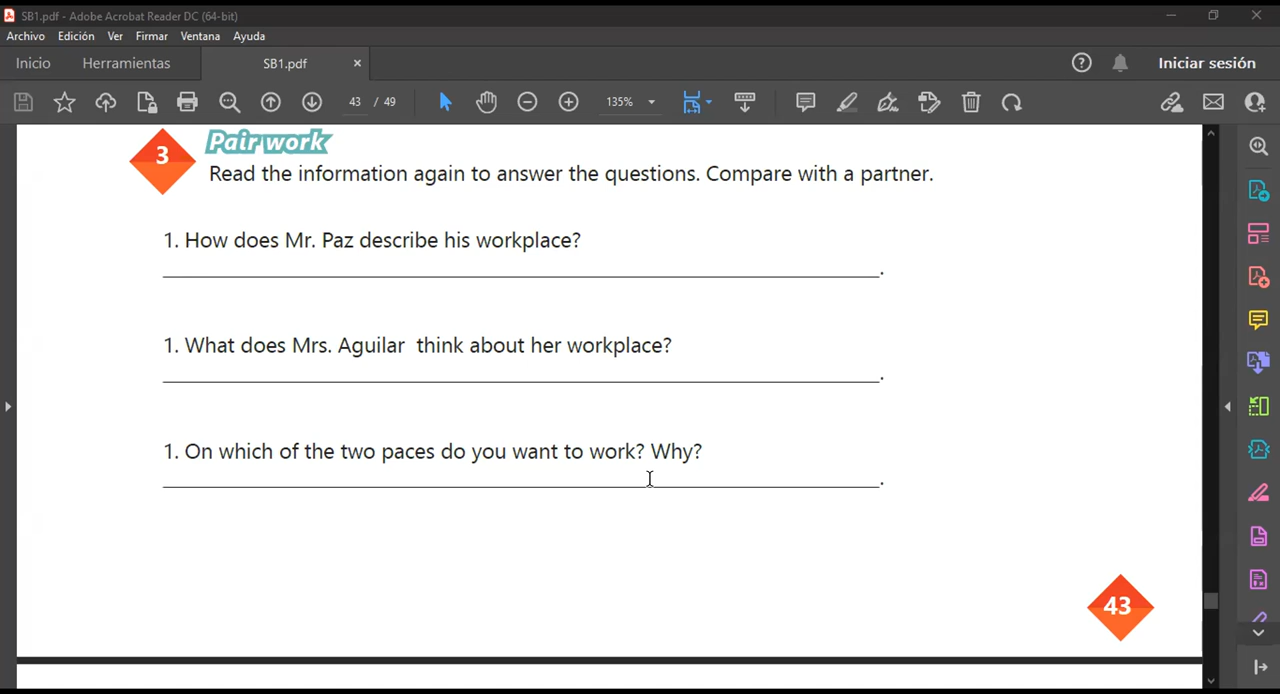 SB1.pdf - Adobe Acrobat Reader DC (64-bit)
Archivo Edición Ver Firmar Ventana Ayuda
Inicio Herramientas SB1.pdf × Iniciar sesión
43 / 49 135%
3 Pair work
Read the information again to answer the questions. Compare with a partner.
1. How does Mr. Paz describe his workplace?
.
1. What does Mrs. Aguilar think about her workplace?
.
1. On which of the two paces do you want to work? Why?
.
43